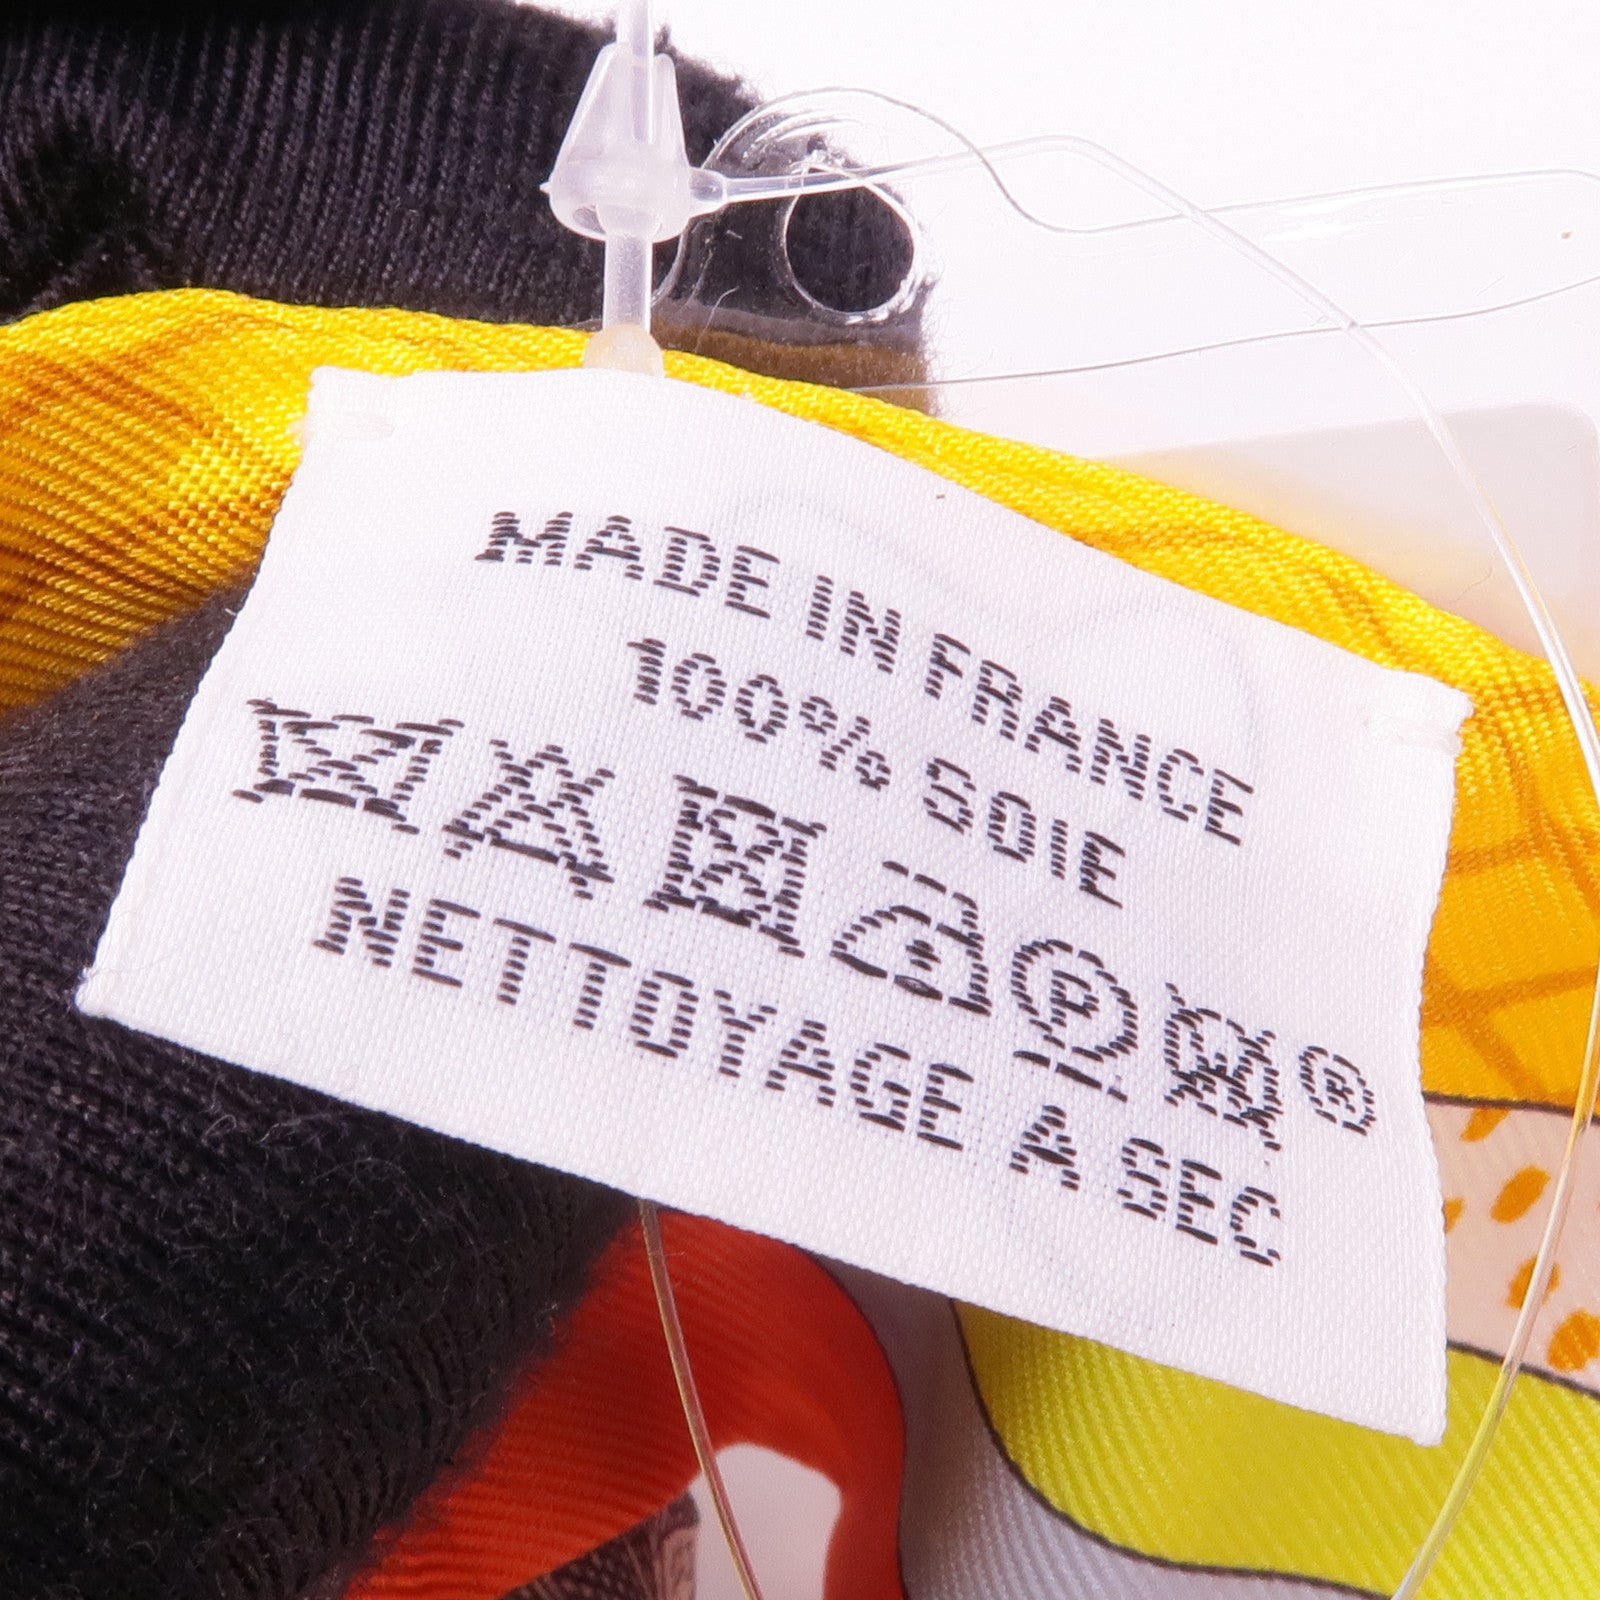 MADE IN FRANCE
100% SOIE
NETTOYAGE A SEC